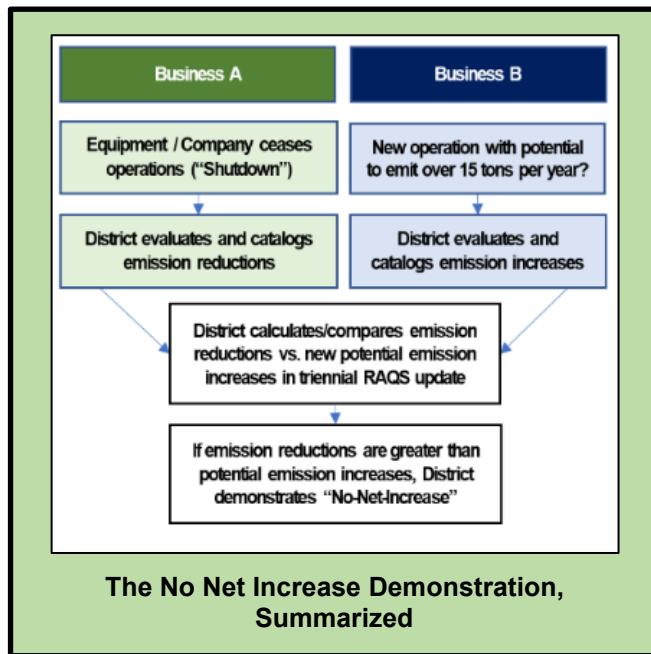 Business A
Business B
Equipment / Company ceases
operations (“Shutdown”)
New operation with potential
to emit over 15 tons per year?
District evaluates and catalogs
emission reductions
District evaluates and
catalogs emission increases
District calculates/compares emission
reductions vs. new potential emission
increases in triennial RAQS update
If emission reductions are greater than
potential emission increases, District
demonstrates “No-Net-Increase”
The No Net Increase Demonstration,
Summarized